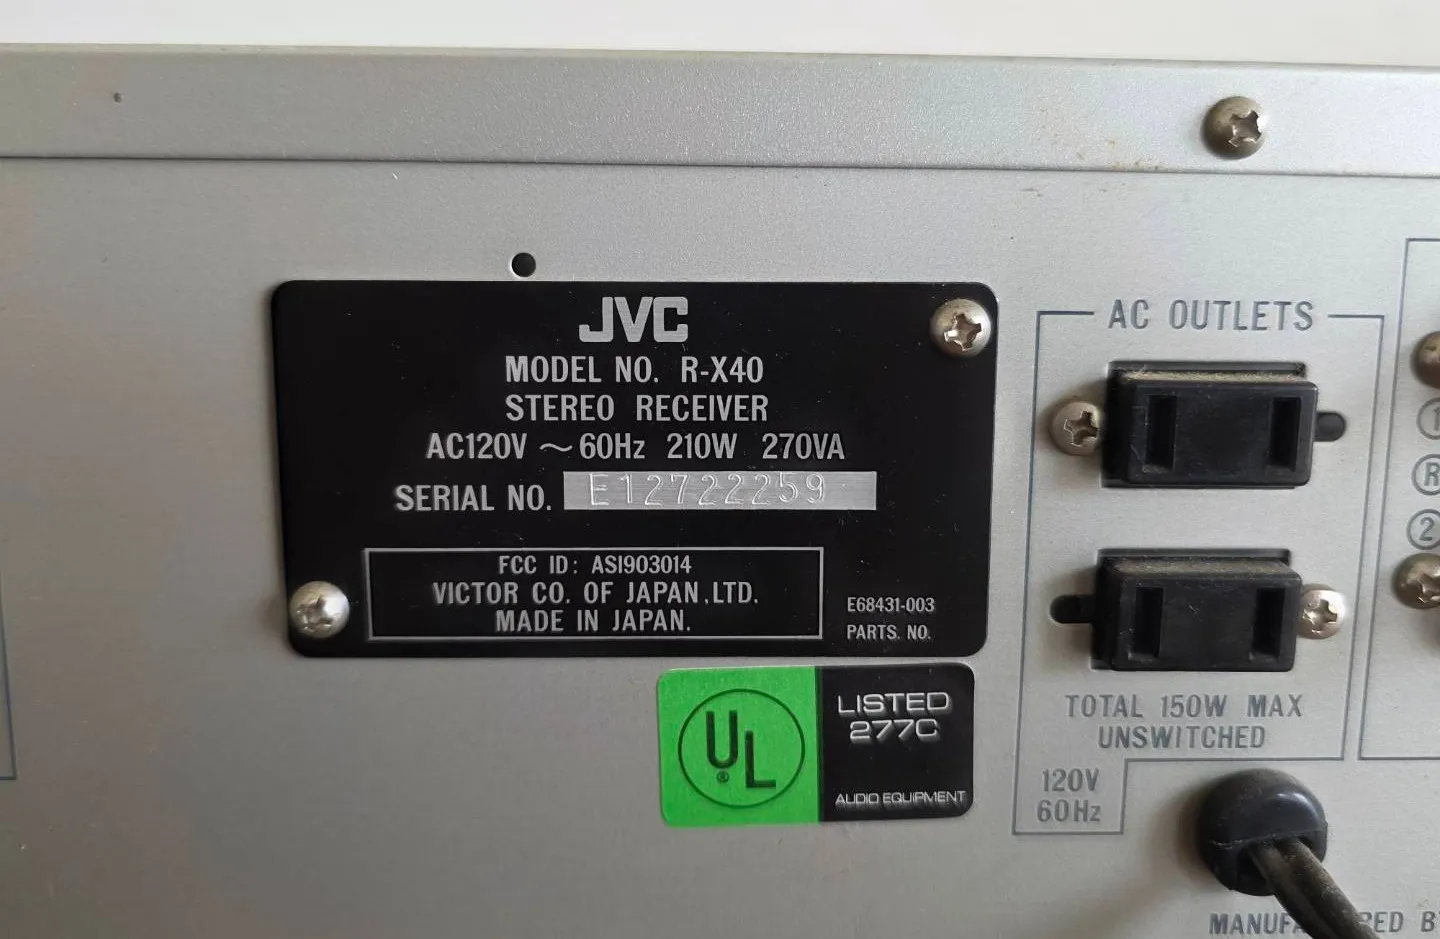 JVC
MODEL NO. R-X40
STEREO RECEIVER
AC120V ~ 60Hz 210W 270VA
SERIAL NO. E12722259
FCC ID: ASI903014
VICTOR CO. OF JAPAN, LTD.
MADE IN JAPAN.
E68431-003
PARTS. NO.
UL
®
LISTED
277C
AUDIO EQUIPMENT
AC OUTLETS
TOTAL 150W MAX
UNSWITCHED
120V
60Hz
1
R
2